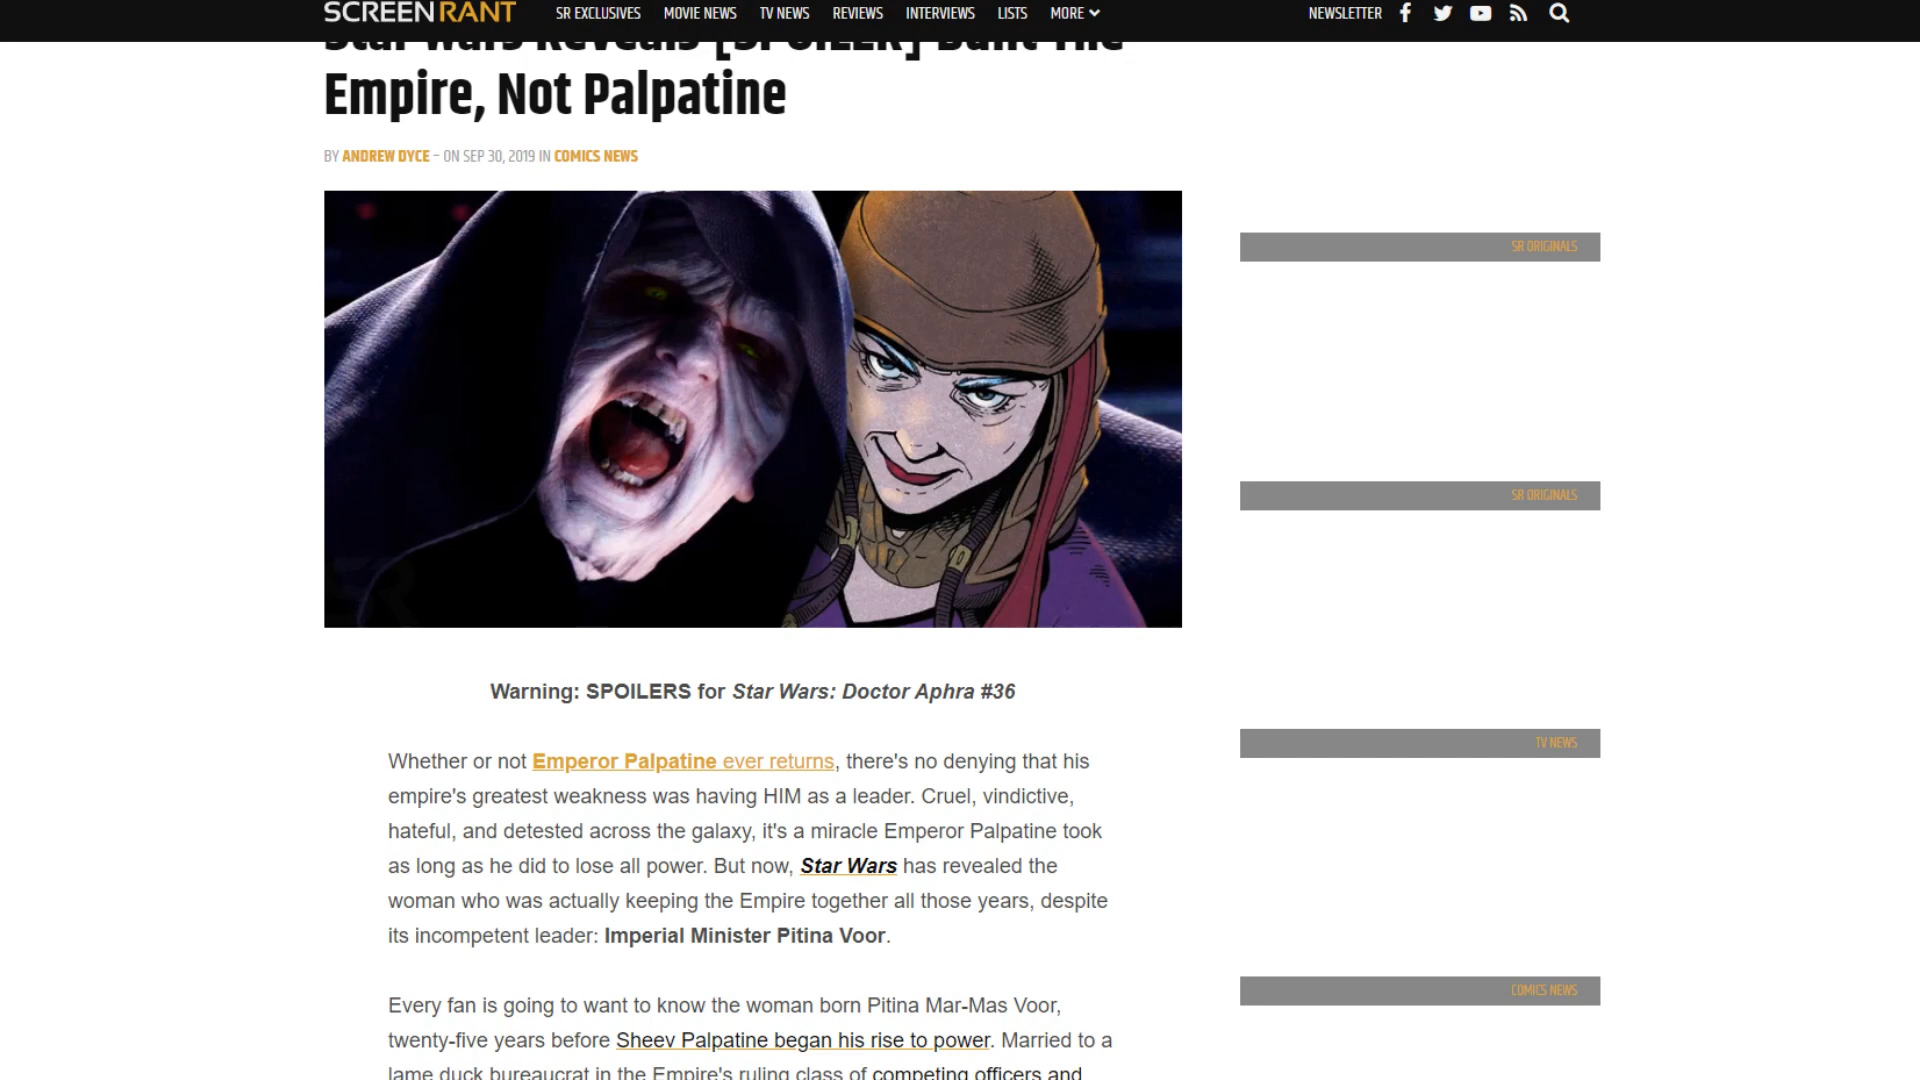 SCREENRANT
SR EXCLUSIVES MOVIE NEWS TV NEWS REVIEWS INTERVIEWS LISTS MORE NEWSLETTER
Star Wars Reveals [SPOILER] Built The
Empire, Not Palpatine
BY ANDREW DYCE – ON SEP 30, 2019 IN COMICS NEWS
SR ORIGINALS
SR ORIGINALS
TV NEWS
COMICS NEWS
Warning: SPOILERS for Star Wars: Doctor Aphra #36
Whether or not Emperor Palpatine ever returns, there's no denying that his
empire's greatest weakness was having HIM as a leader. Cruel, vindictive,
hateful, and detested across the galaxy, it's a miracle Emperor Palpatine took
as long as he did to lose all power. But now, Star Wars has revealed the
woman who was actually keeping the Empire together all those years, despite
its incompetent leader: Imperial Minister Pitina Voor.
Every fan is going to want to know the woman born Pitina Mar-Mas Voor,
twenty-five years before Sheev Palpatine began his rise to power. Married to a
lame duck bureaucrat in the Empire's ruling class of competing officers and